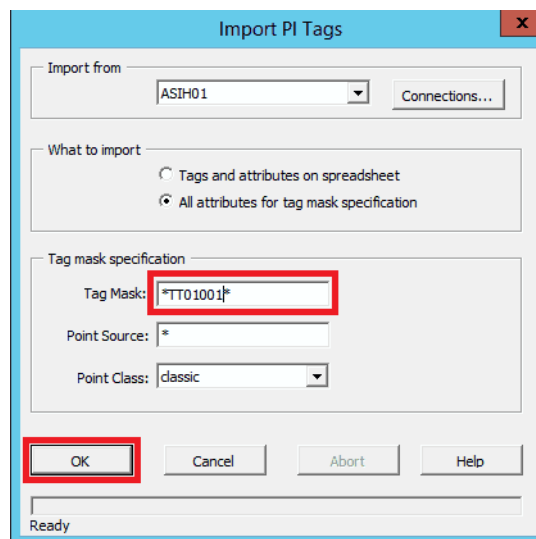 Import PI Tags
x
Import from
ASIH01
Connections...
What to import
Tags and attributes on spreadsheet
All attributes for tag mask specification
Tag mask specification
Tag Mask: *TT01001*
Point Source: *
Point Class: classic
OK Cancel Abort Help
Ready